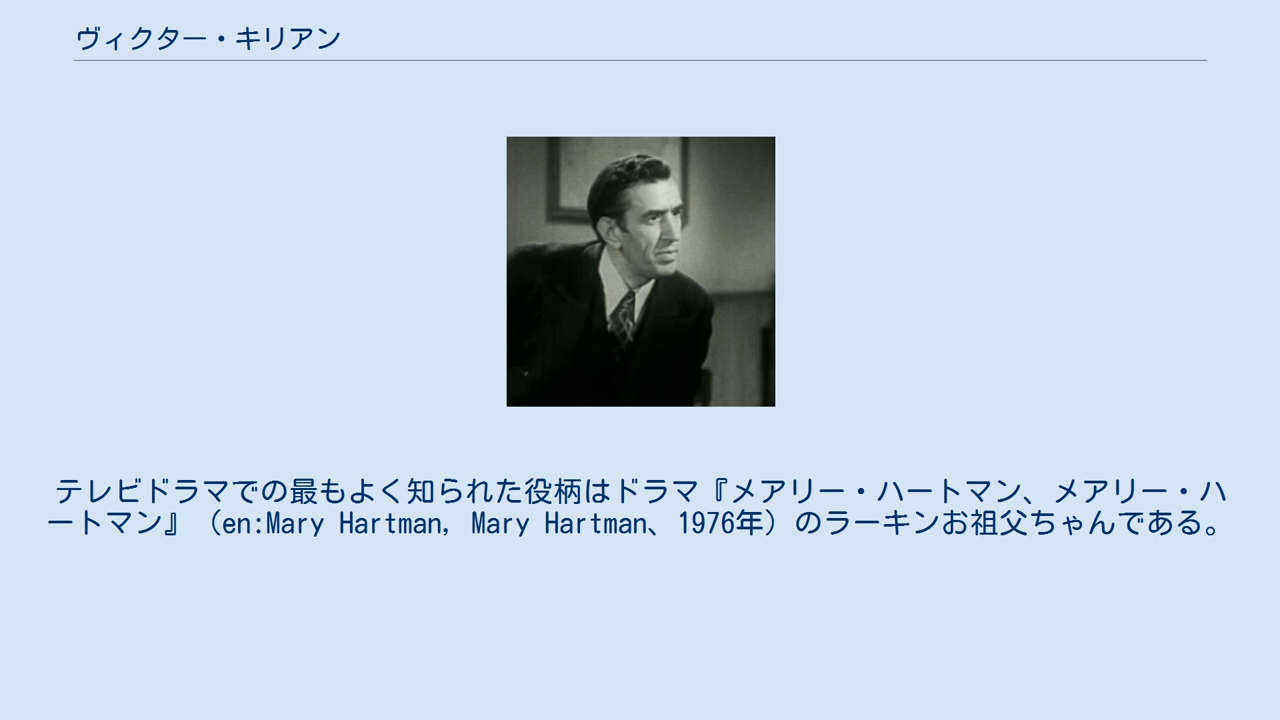 ヴィクター・キリアン
テレビドラマでの最もよく知られた役柄はドラマ『メアリー・ハートマン、メアリー・ハ
ートマン』（en:Mary Hartman, Mary Hartman、1976年）のラーキンお祖父ちゃんである。